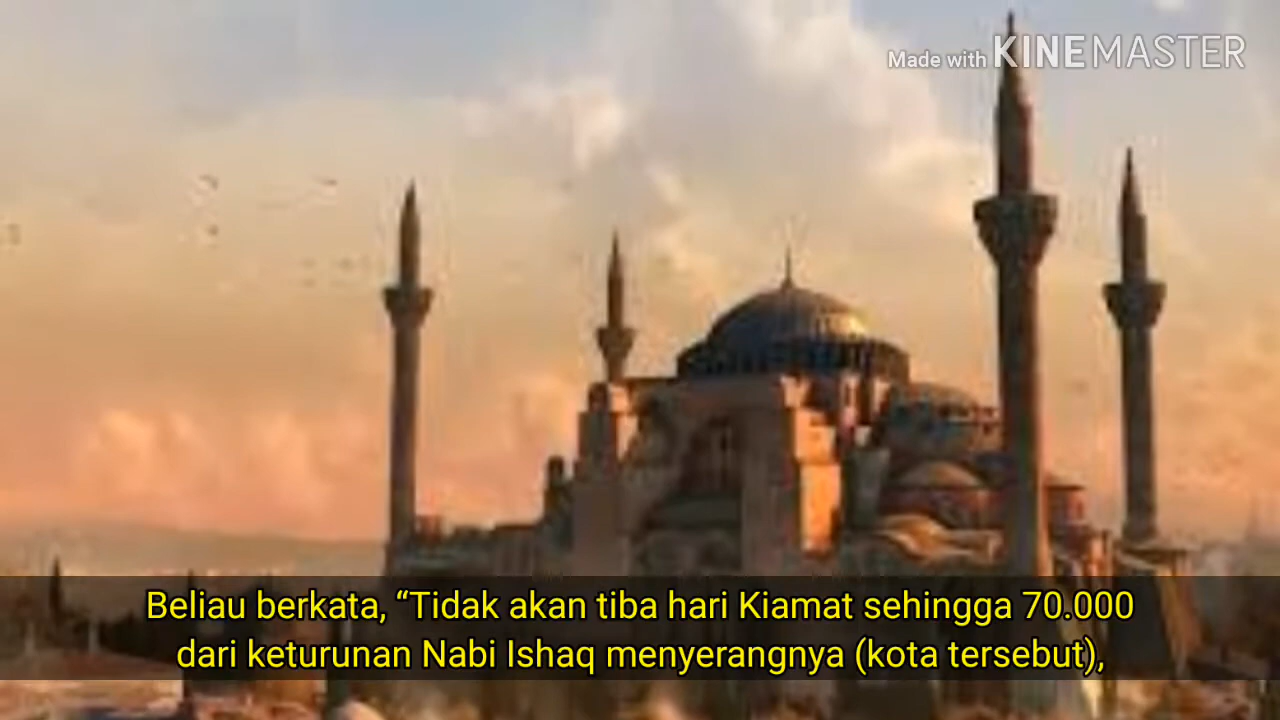 Made with KINEMASTER
Beliau berkata, “Tidak akan tiba hari Kiamat sehingga 70.000
dari keturunan Nabi Ishaq menyerangnya (kota tersebut),